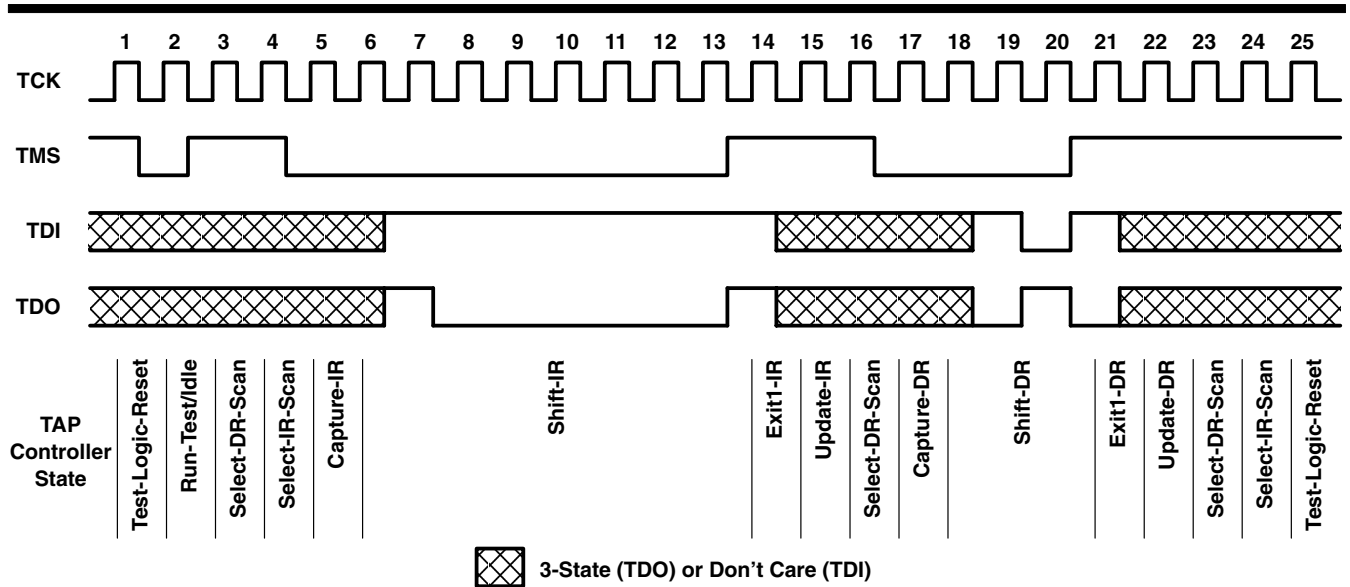 1 2 3 4 5 6 7 8 9 10 11 12 13 14 15 16 17 18 19 20 21 22 23 24 25
TCK
TMS
TDI
TDO
TAP
Controller
State
Test-Logic-Reset
Run-Test/Idle
Select-DR-Scan
Select-IR-Scan
Capture-IR
Shift-IR
Exit1-IR
Update-IR
Select-DR-Scan
Capture-DR
Shift-DR
Exit1-DR
Update-DR
Select-DR-Scan
Select-IR-Scan
Test-Logic-Reset
3-State (TDO) or Don't Care (TDI)